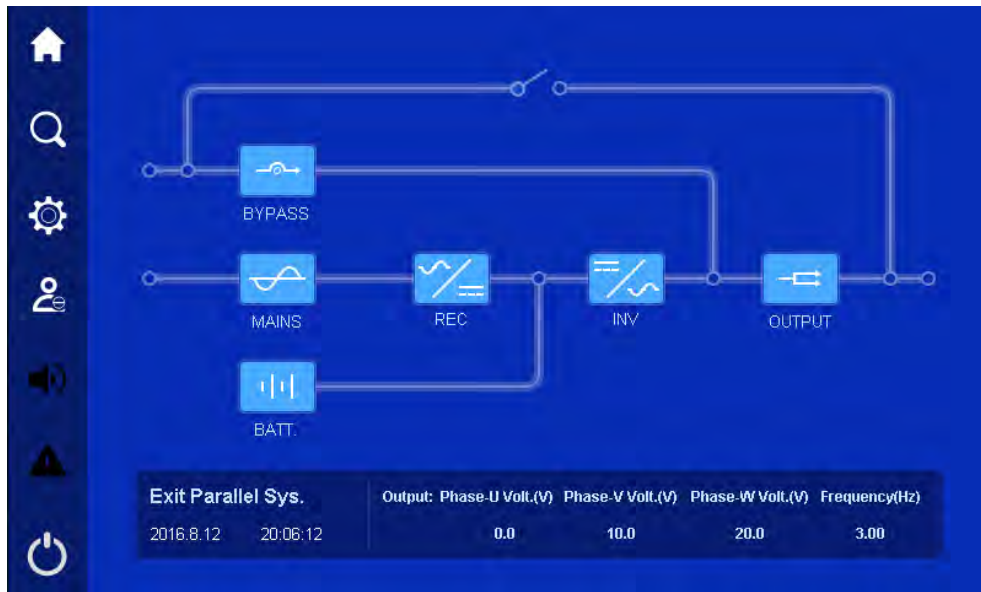 BYPASS
MAINS
REC
INV
OUTPUT
BATT.
Exit Parallel Sys.
2016.8.12 20:06:12
Output: Phase-U Volt.(V) Phase-V Volt.(V) Phase-W Volt.(V) Frequency(Hz)
0.0 10.0 20.0 3.00